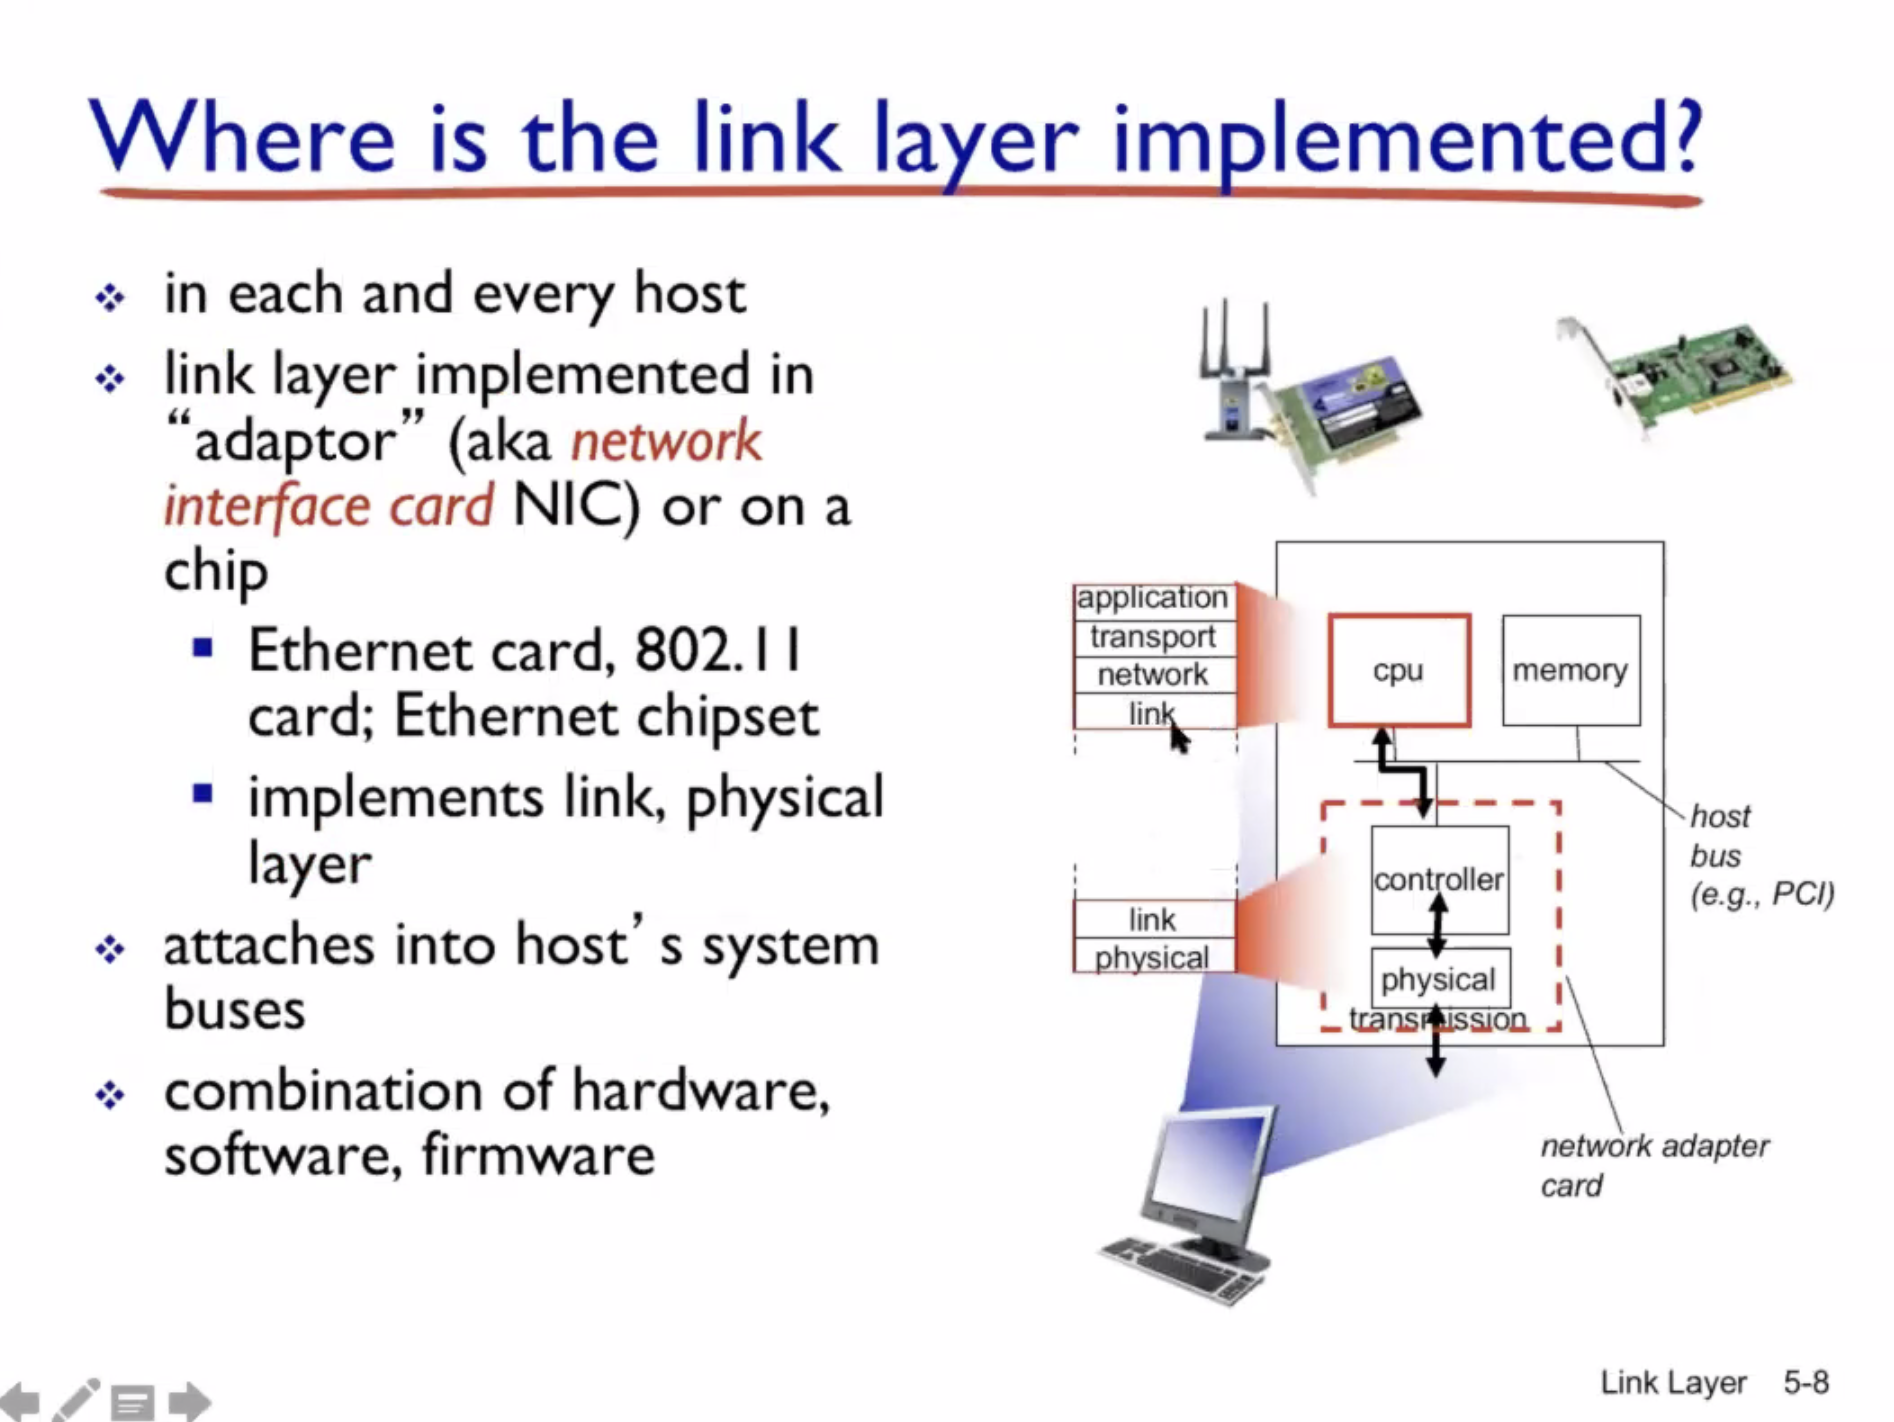 Where is the link layer implemented?
in each and every host
link layer implemented in
“adaptor” (aka network
interface card NIC) or on a
chip
Ethernet card, 802.11
card; Ethernet chipset
implements link, physical
layer
attaches into host’ s system
buses
combination of hardware,
software, firmware
application
transport
network
link
link
physical
cpu
memory
controller
physical
transmission
host
bus
(e.g., PCI)
network adapter
card
Link Layer 5-8